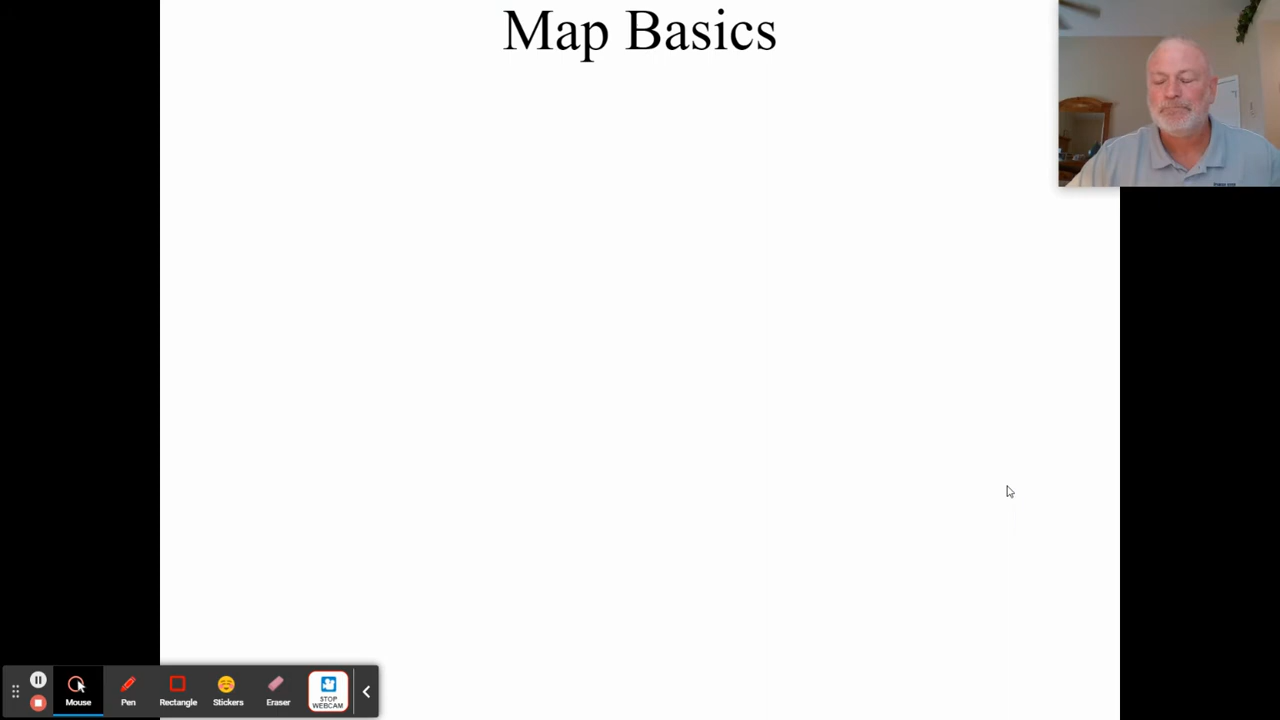 Map Basics
Mouse
Pen
Rectangle
Stickers
Eraser
STOP
WEBCAM